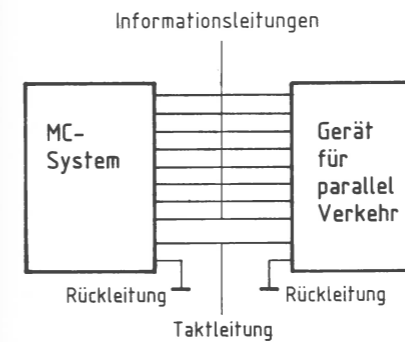 Informationsleitungen
MC-
System
Gerät
für
parallel
Verkehr
Rückleitung
Rückleitung
Taktleitung